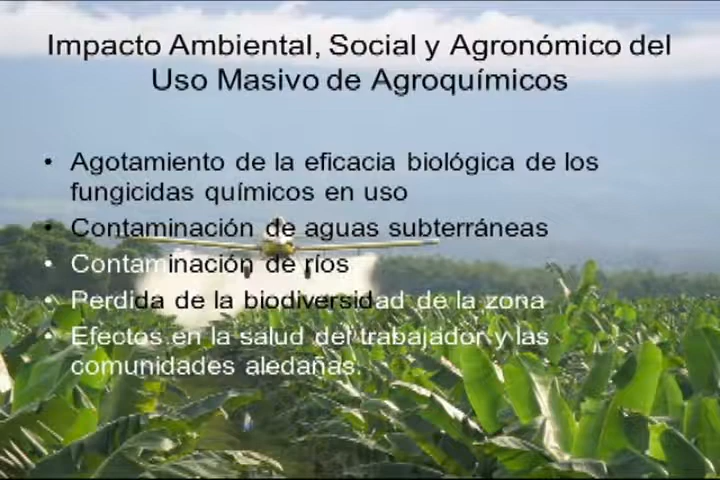 Impacto Ambiental, Social y Agronómico del
Uso Masivo de Agroquímicos
• Agotamiento de la eficacia biológica de los
fungicidas químicos en uso
• Contaminación de aguas subterráneas
• Contaminación de ríos
• Perdida de la biodiversidad de la zona
• Efectos en la salud del trabajador y las
comunidades aledañas.